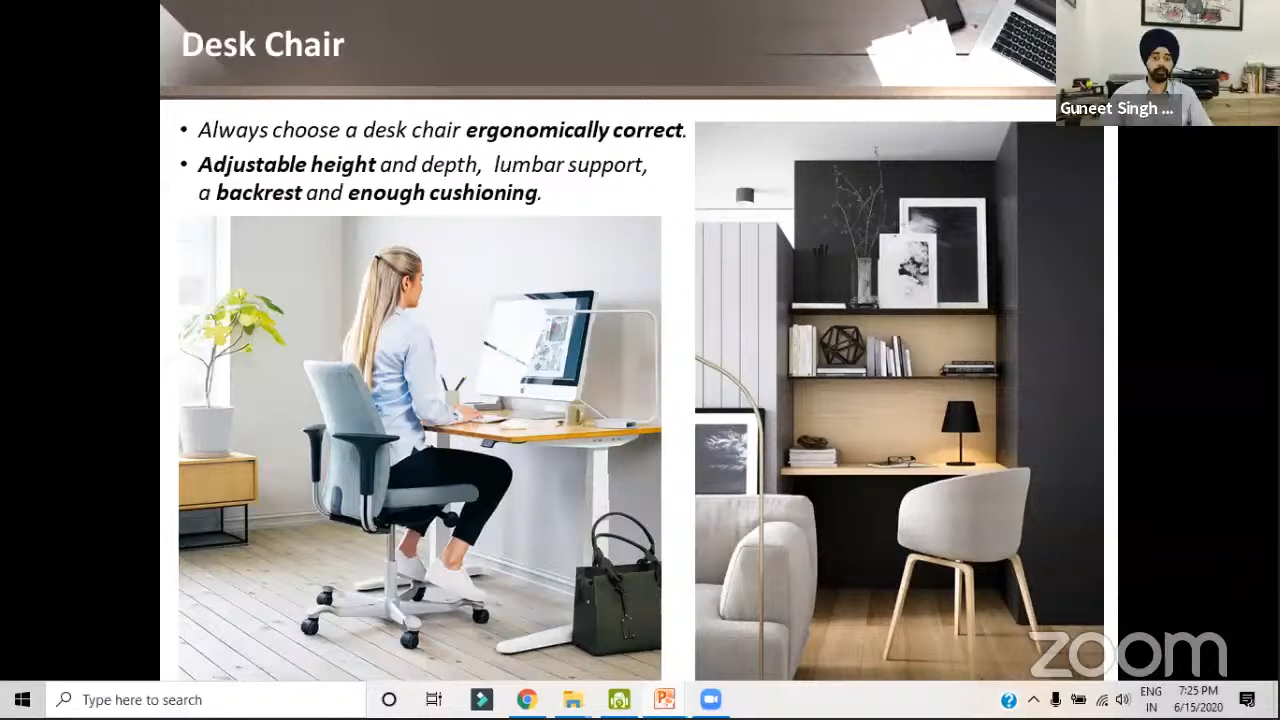 Desk Chair
Guneet Singh ...
• Always choose a desk chair ergonomically correct.
• Adjustable height and depth, lumbar support,
a backrest and enough cushioning.
zoom
Type here to search
ENG
IN
7:25 PM
6/15/2020